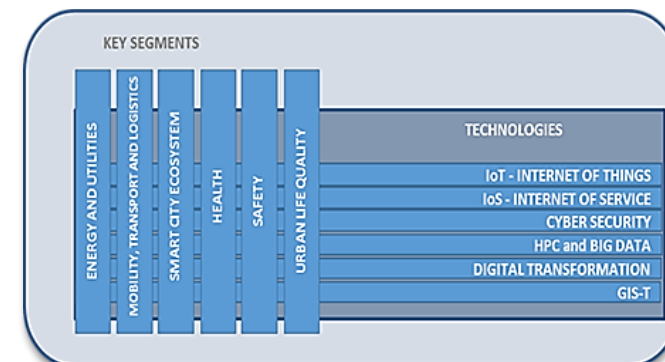 KEY SEGMENTS
ENERGY AND UTILITIES
MOBILITY, TRANSPORT AND LOGISTICS
SMART CITY ECOSYSTEM
HEALTH
SAFETY
URBAN LIFE QUALITY
TECHNOLOGIES
IoT - INTERNET OF THINGS
IoS - INTERNET OF SERVICE
CYBER SECURITY
HPC and BIG DATA
DIGITAL TRANSFORMATION
GIS-T